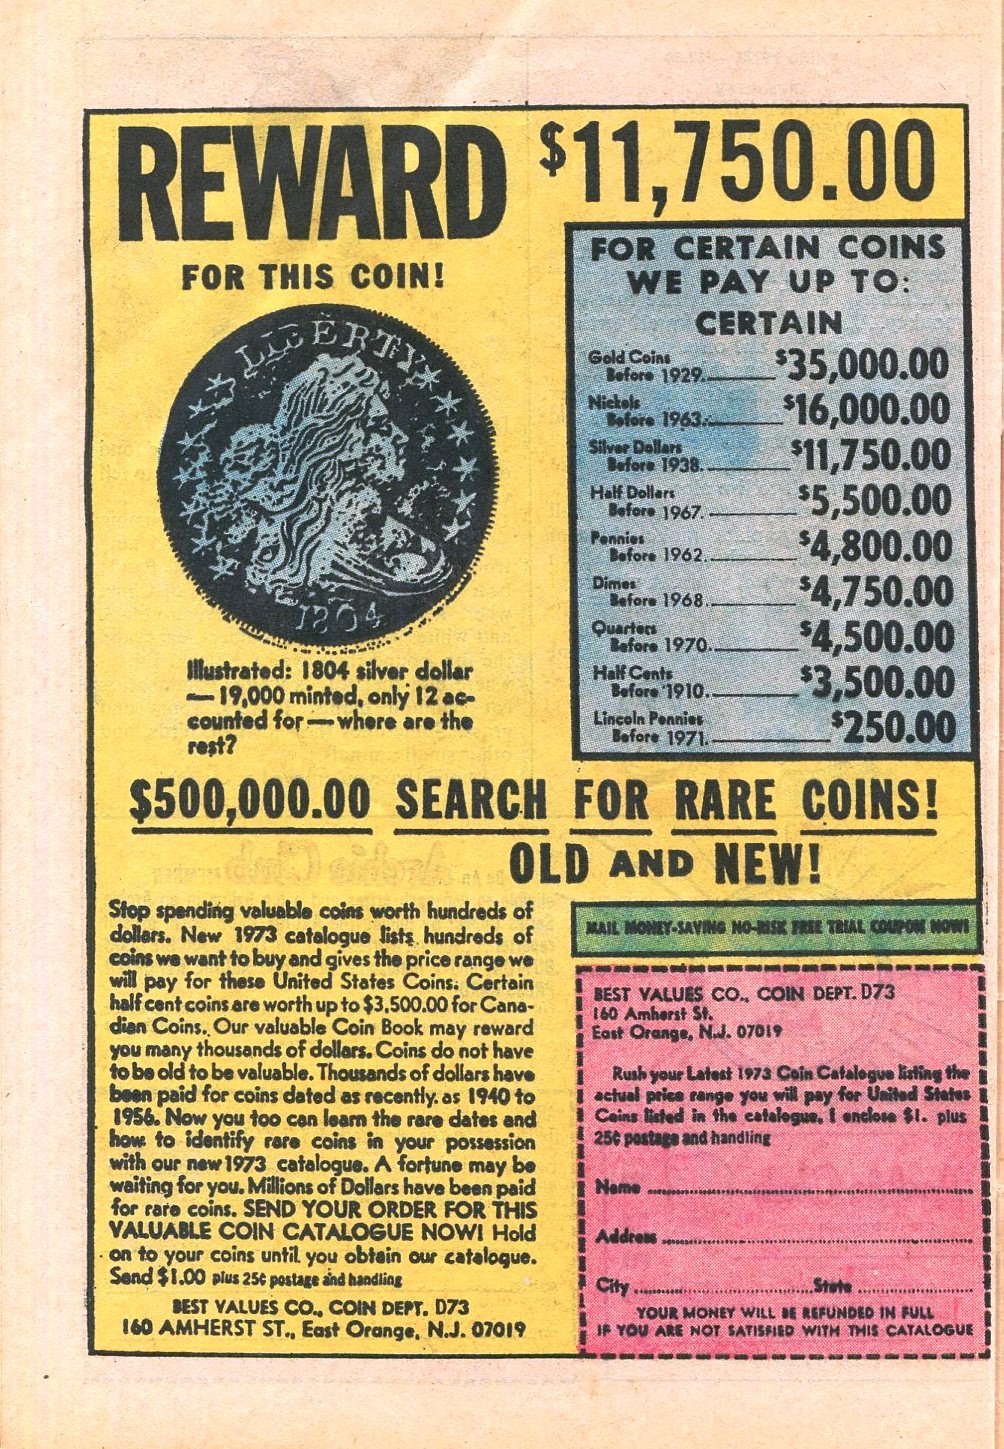 REWARD $11,750.00
FOR THIS COIN!
LIBERTY
1804
Illustrated: 1804 silver dollar
— 19,000 minted, only 12 ac-
counted for — where are the
rest?
FOR CERTAIN COINS
WE PAY UP TO:
CERTAIN
Gold Coins
Before 1929. $35,000.00
Nickels
Before 1963. $16,000.00
Silver Dollars
Before 1938. $11,750.00
Half Dollars
Before 1967. $5,500.00
Pennies
Before 1962. $4,800.00
Dimes
Before 1968. $4,750.00
Quarters
Before 1970. $4,500.00
Half Cents
Before 1910. $3,500.00
Lincoln Pennies
Before 1971. $250.00
$500,000.00 SEARCH FOR RARE COINS!
OLD AND NEW!
Stop spending valuable coins worth hundreds of
dollars. New 1973 catalogue lists hundreds of
coins we want to buy and gives the price range we
will pay for these United States Coins. Certain
half cent coins are worth up to $3,500.00 for Cana-
dian Coins. Our valuable Coin Book may reward
you many thousands of dollars. Coins do not have
to be old to be valuable. Thousands of dollars have
been paid for coins dated as recently as 1940 to
1956. Now you too can learn the rare dates and
how to identify rare coins in your possession
with our new 1973 catalogue. A fortune may be
waiting for you. Millions of Dollars have been paid
for rare coins. SEND YOUR ORDER FOR THIS
VALUABLE COIN CATALOGUE NOW! Hold
on to your coins until you obtain our catalogue.
Send $1.00 plus 25¢ postage and handling
BEST VALUES CO., COIN DEPT. D73
160 AMHERST ST., East Orange, N.J. 07019
MAIL MONEY-SAVING NO-RISK FREE TRIAL COUPON NOW!
BEST VALUES CO., COIN DEPT. D73
160 Amherst St.
East Orange, N.J. 07019
Rush your Latest 1973 Coin Catalogue listing the
actual price range you will pay for United States
Coins listed in the catalogue. I enclose $1. plus
25¢ postage and handling
Name
Address
City State
YOUR MONEY WILL BE REFUNDED IN FULL
IF YOU ARE NOT SATISFIED WITH THIS CATALOGUE